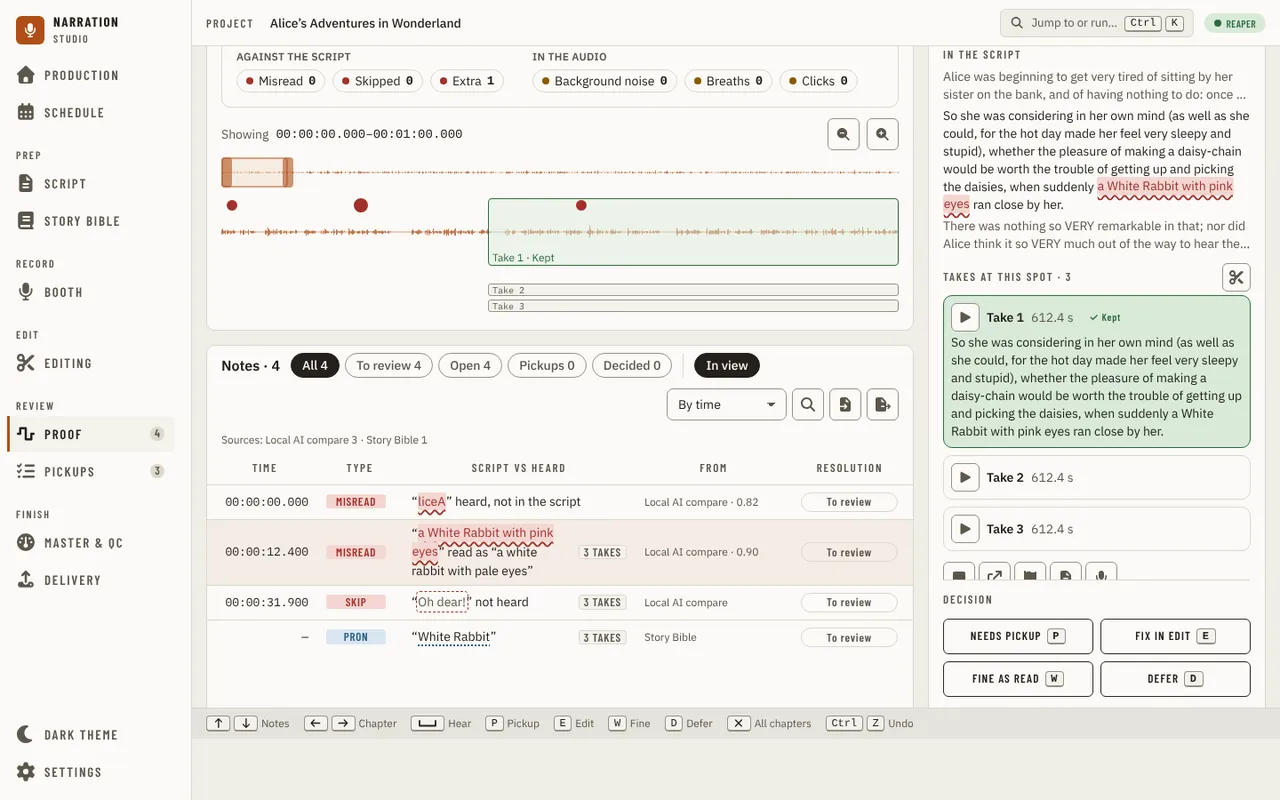 NARRATION
STUDIO
PRODUCTION
SCHEDULE
PREP
SCRIPT
STORY BIBLE
RECORD
BOOTH
EDIT
EDITING
REVIEW
PROOF 4
PICKUPS 3
FINISH
MASTER & QC
DELIVERY
DARK THEME
SETTINGS
PROJECT Alice's Adventures in Wonderland
Jump to or run… Ctrl K
REAPER
AGAINST THE SCRIPT
Misread 0 Skipped 0 Extra 1
IN THE AUDIO
Background noise 0 Breaths 0 Clicks 0
Showing 00:00:00.000–00:01:00.000
Take 1 · Kept
Take 2
Take 3
Notes · 4 All 4 To review 4 Open 4 Pickups 0 Decided 0 In view
By time
Sources: Local AI compare 3 · Story Bible 1
TIME TYPE SCRIPT VS HEARD FROM RESOLUTION
00:00:00.000 MISREAD “liceA” heard, not in the script Local AI compare · 0.82 To review
00:00:12.400 MISREAD “a White Rabbit with pink
eyes” read as “a white
rabbit with pale eyes” 3 TAKES Local AI compare · 0.90 To review
00:00:31.900 SKIP “Oh dear!” not heard 3 TAKES Local AI compare To review
– PRON “White Rabbit” 3 TAKES Story Bible To review
IN THE SCRIPT
Alice was beginning to get very tired of sitting by her
sister on the bank, and of having nothing to do: once …
So she was considering in her own mind (as well as she
could, for the hot day made her feel very sleepy and
stupid), whether the pleasure of making a daisy-chain
would be worth the trouble of getting up and picking
the daisies, when suddenly a White Rabbit with pink
eyes ran close by her.
There was nothing so VERY remarkable in that; nor did
Alice think it so VERY much out of the way to hear the…
TAKES AT THIS SPOT · 3
Take 1 612.4 s Kept
So she was considering in her own mind (as well as
she could, for the hot day made her feel very sleepy
and stupid), whether the pleasure of making a
daisy-chain would be worth the trouble of getting up
and picking the daisies, when suddenly a White
Rabbit with pink eyes ran close by her.
Take 2 612.4 s
Take 3 612.4 s
DECISION
NEEDS PICKUP P FIX IN EDIT E
FINE AS READ W DEFER D
Notes Chapter Hear P Pickup E Edit W Fine D Defer All chapters Ctrl Z Undo